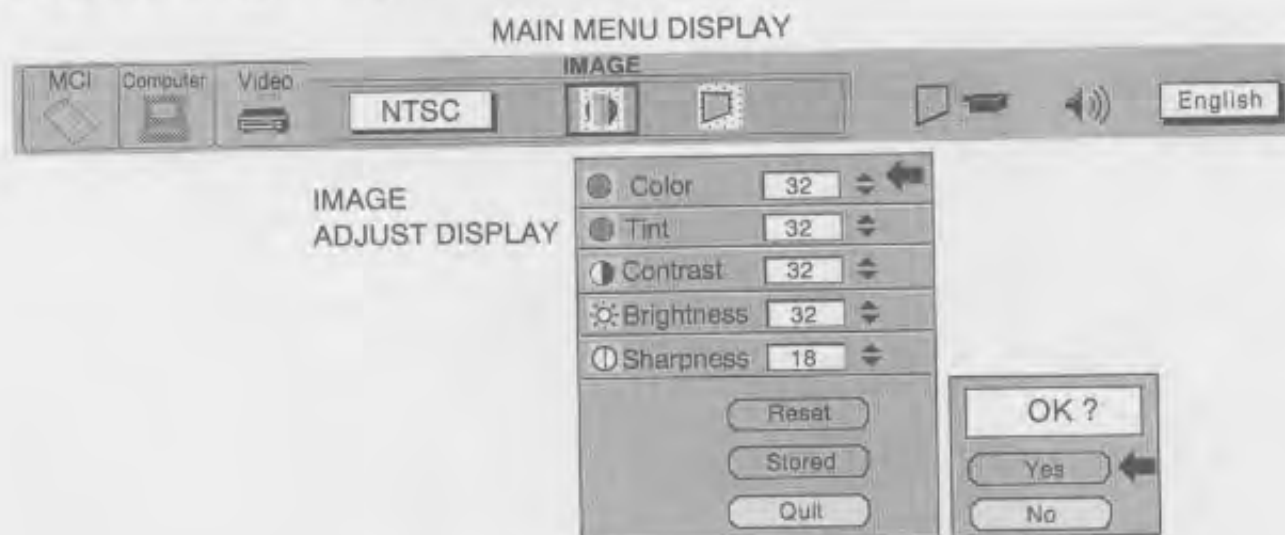 MAIN MENU DISPLAY
IMAGE
MCI Computer Video
NTSC
English
IMAGE
ADJUST DISPLAY
Color 32
Tint 32
Contrast 32
Brightness 32
Sharpness 18
Reset
Stored
Quit
OK ?
Yes
No